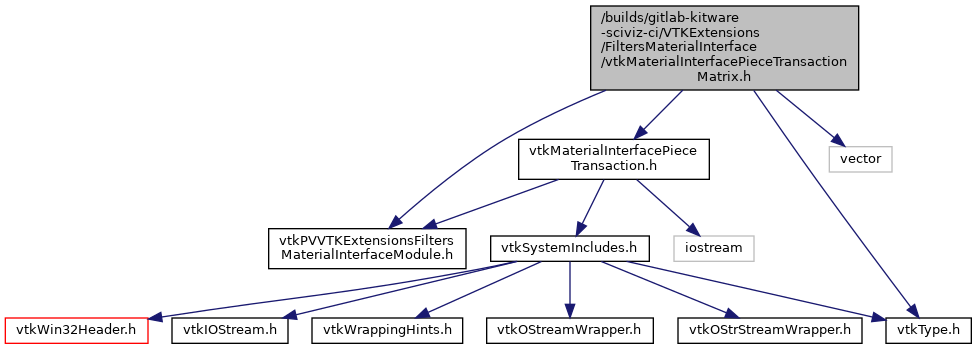 /builds/gitlab-kitware
-sciviz-ci/VTKExtensions
/FiltersMaterialInterface
/vtkMaterialInterfacePieceTransaction
Matrix.h
vtkMaterialInterfacePiece
Transaction.h
vector
vtkPVVTKExtensionsFilters
MaterialInterfaceModule.h
vtkSystemIncludes.h
iostream
vtkWin32Header.h
vtkIOStream.h
vtkWrappingHints.h
vtkOStreamWrapper.h
vtkOStrStreamWrapper.h
vtkType.h